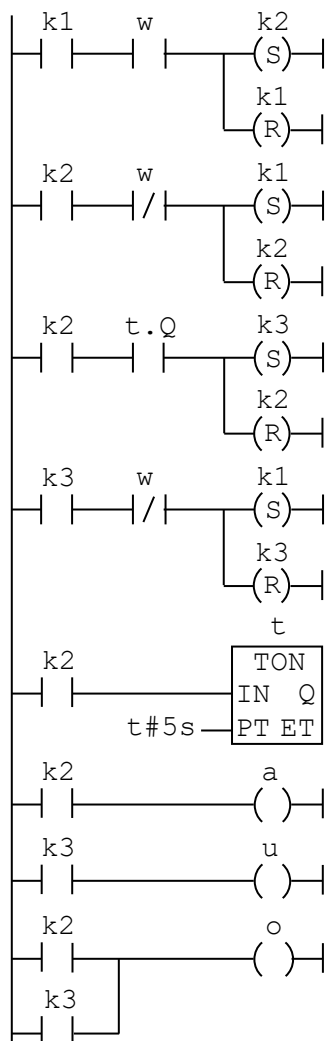 k1 w k2
S
k1
R
k2 w k1
S
k2
R
k2 t.Q k3
S
k2
R
k3 w k1
S
k3
R
t
k2 TON
IN Q
t#5s PT ET
k2 a
k3 u
k2 o
k3